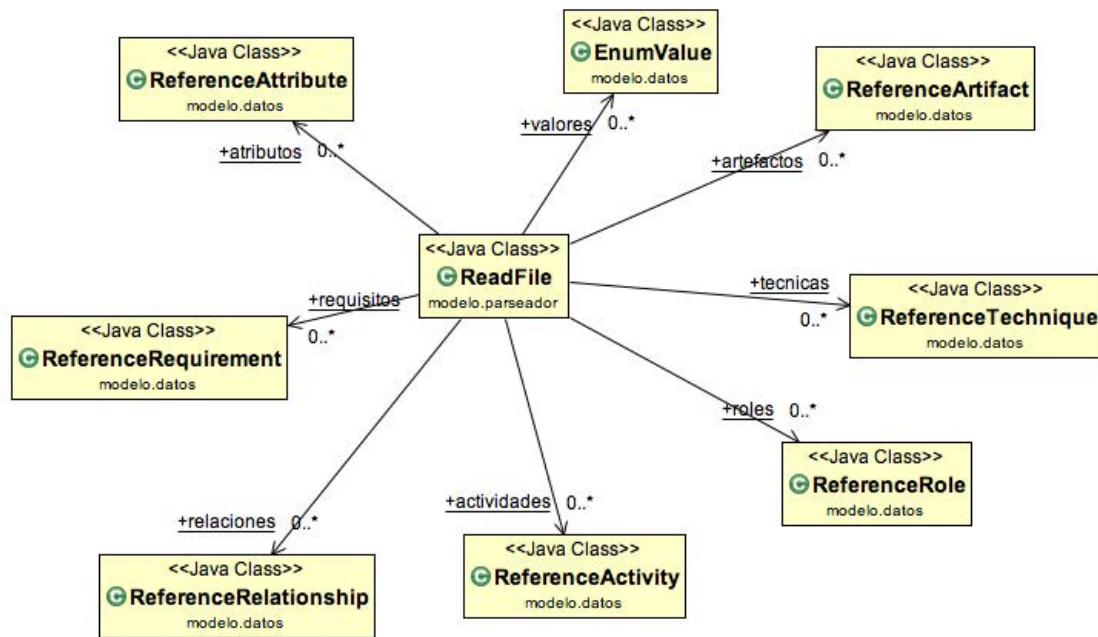 <<Java Class>>
EnumValue
modelo.datos
<<Java Class>>
ReferenceAttribute
modelo.datos
<<Java Class>>
ReferenceArtifact
modelo.datos
+valores 0..*
+atributos 0..*
+artefactos 0..*
<<Java Class>>
ReadFile
modelo.parseador
+tecnicas
0..*
+requisitos
0..*
<<Java Class>>
ReferenceTechnique
modelo.datos
<<Java Class>>
ReferenceRequirement
modelo.datos
+roles 0..*
<<Java Class>>
ReferenceRole
modelo.datos
+actividades 0..*
+relaciones 0..*
<<Java Class>>
ReferenceActivity
modelo.datos
<<Java Class>>
ReferenceRelationship
modelo.datos